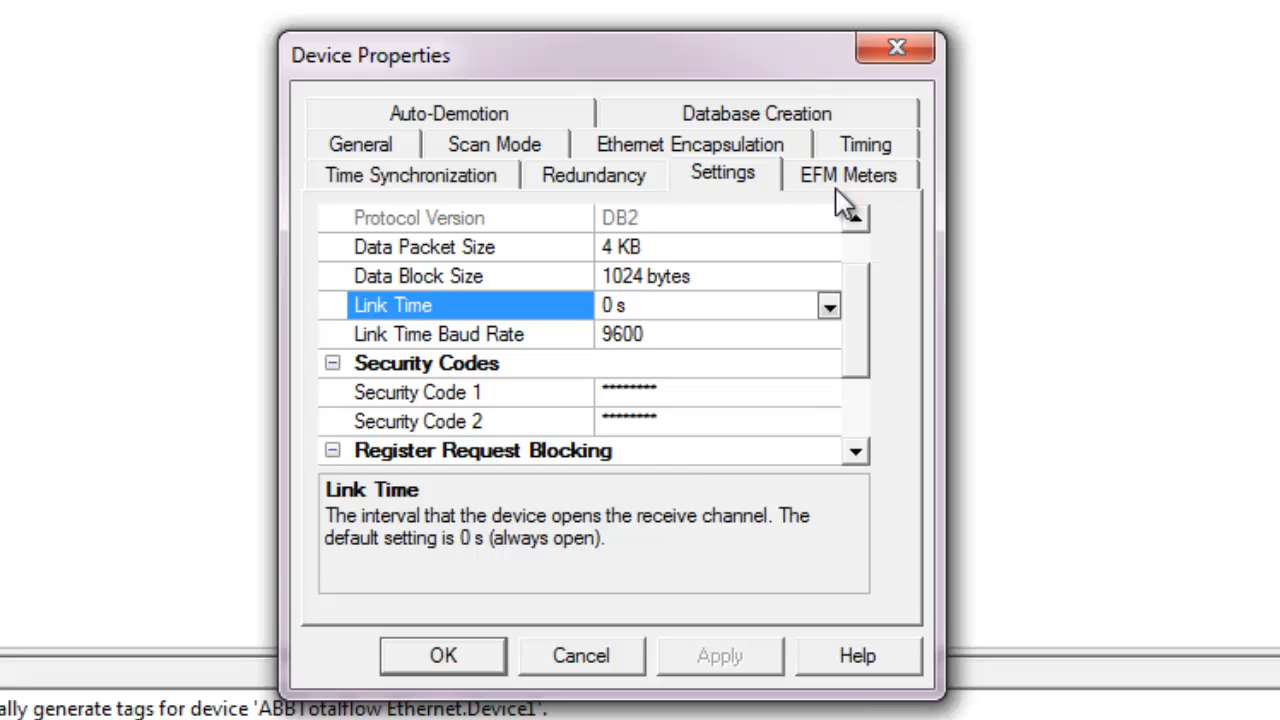 Device Properties
Auto-Demotion Database Creation
General Scan Mode Ethernet Encapsulation Timing
Time Synchronization Redundancy Settings EFM Meters
Protocol Version DB2
Data Packet Size 4 KB
Data Block Size 1024 bytes
Link Time 0 s
Link Time Baud Rate 9600
Security Codes
Security Code 1 ********
Security Code 2 ********
Register Request Blocking
Link Time
The interval that the device opens the receive channel. The
default setting is 0 s (always open).
OK Cancel Apply Help
ally generate tags for device 'ABBTotalflow Ethernet.Device1'.